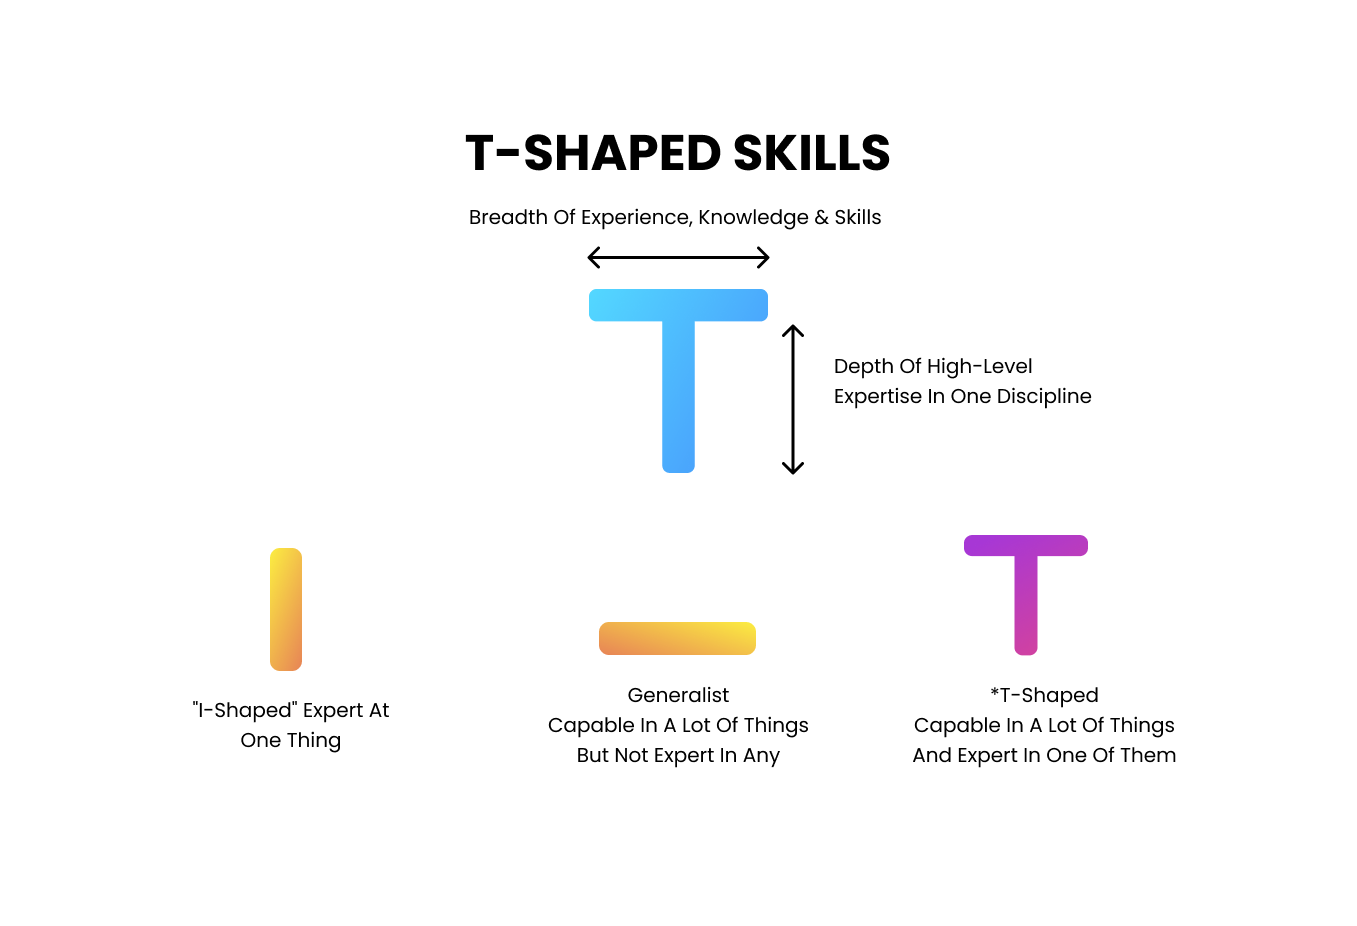 T-SHAPED SKILLS
Breadth Of Experience, Knowledge & Skills
Depth Of High-Level
Expertise In One Discipline
"I-Shaped" Expert At
One Thing
Generalist
Capable In A Lot Of Things
But Not Expert In Any
*T-Shaped
Capable In A Lot Of Things
And Expert In One Of Them